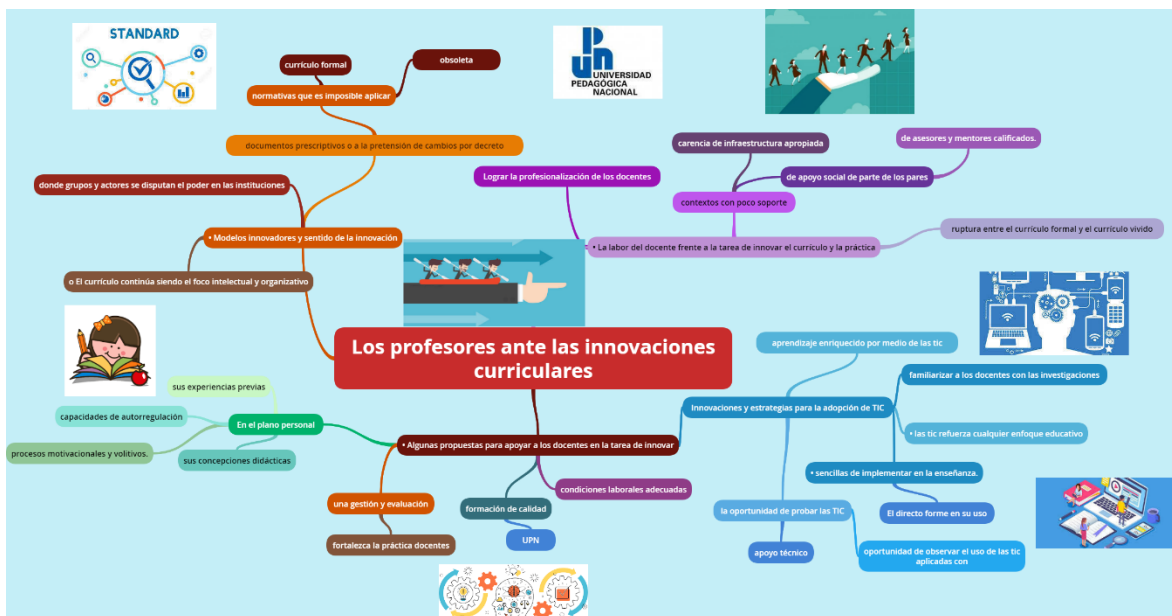 STANDARD
currículo formal
obsoleta
normativas que es imposible aplicar
documentos prescriptivos o a la pretensión de cambios por decreto
donde grupos y actores se disputan el poder en las instituciones
• Modelos innovadores y sentido de la innovación
o El currículo continúa siendo el foco intelectual y organizativo
UNIVERSIDAD
PEDAGÓGICA
NACIONAL
carencia de infraestructura apropiada
de asesores y mentores calificados.
Lograr la profesionalización de los docentes
de apoyo social de parte de los pares
contextos con poco soporte
• La labor del docente frente a la tarea de innovar el currículo y la práctica
ruptura entre el currículo formal y el currículo vivido
Los profesores ante las innovaciones
curriculares
sus experiencias previas
capacidades de autorregulación
En el plano personal
procesos motivacionales y volitivos.
sus concepciones didácticas
• Algunas propuestas para apoyar a los docentes en la tarea de innovar
una gestión y evaluación
fortalezca la práctica docentes
formación de calidad
UPN
condiciones laborales adecuadas
aprendizaje enriquecido por medio de las tic
familiarizar a los docentes con las investigaciones
Innovaciones y estrategias para la adopción de TIC
• las tic refuerza cualquier enfoque educativo
• sencillas de implementar en la enseñanza.
El directo forme en su uso
la oportunidad de probar las TIC
apoyo técnico
oportunidad de observar el uso de las tic
aplicadas con